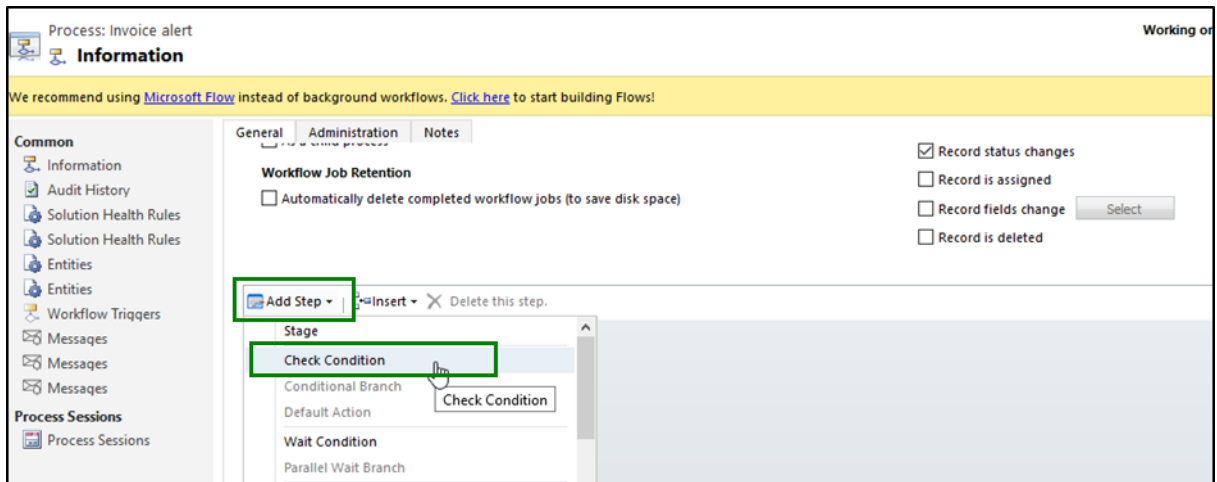 Process: Invoice alert
Information
Working on
We recommend using Microsoft Flow instead of background workflows. Click here to start building Flows!
Common
Information
Audit History
Solution Health Rules
Solution Health Rules
Entities
Entities
Workflow Triggers
Messages
Messages
Messages
Process Sessions
Process Sessions
General Administration Notes
As a child process
Workflow Job Retention
Automatically delete completed workflow jobs (to save disk space)
Record status changes
Record is assigned
Record fields change Select
Record is deleted
Add Step Insert Delete this step.
Stage
Check Condition
Conditional Branch
Check Condition
Default Action
Wait Condition
Parallel Wait Branch